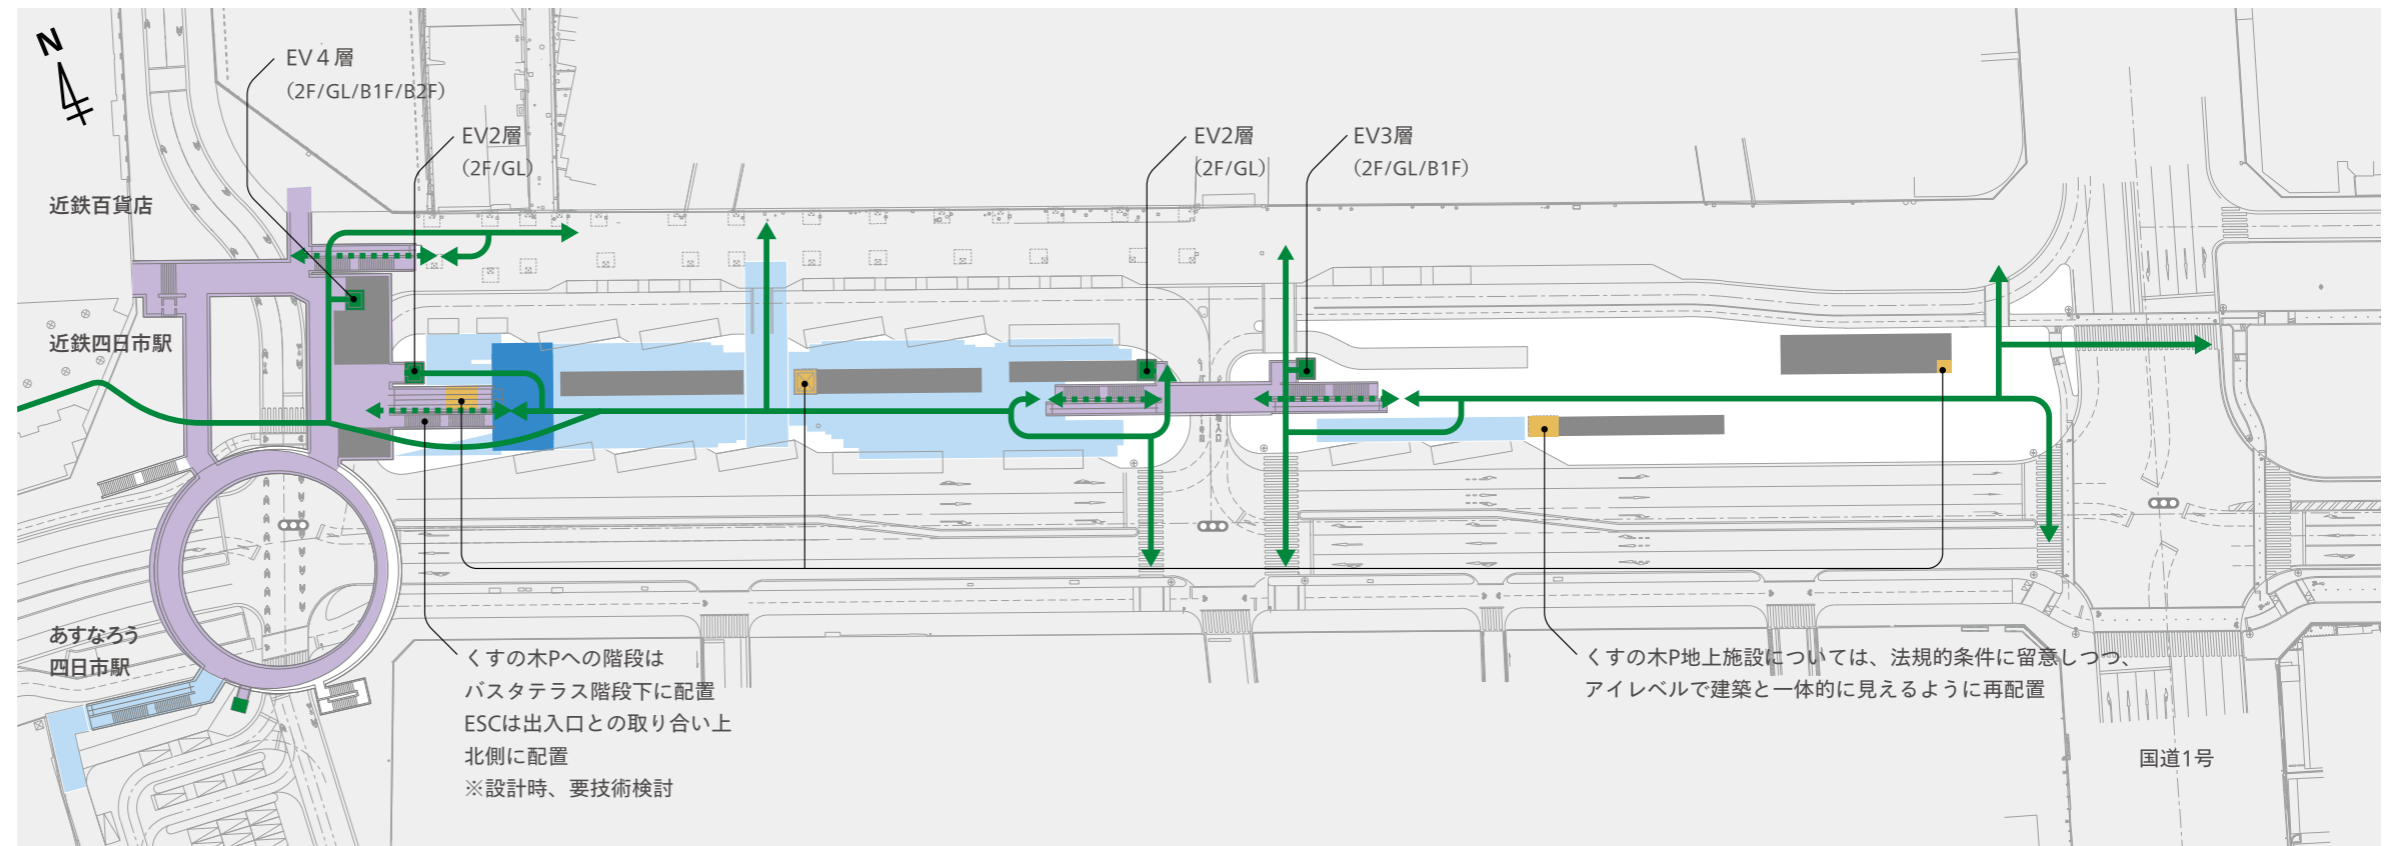 N
EV４層
（2F/GL/B1F/B2F）
EV2層
（2F/GL）
EV2層
（2F/GL）
EV3層
（2F/GL/B1F）
近鉄百貨店
近鉄四日市駅
あすなろう
四日市駅
くすの木Pへの階段は
バスタテラス階段下に配置
ESCは出入口との取り合い上
北側に配置
※設計時、要技術検討
くすの木P地上施設については、法規的条件に留意しつつ、
アイレベルで建築と一体的に見えるように再配置
国道1号